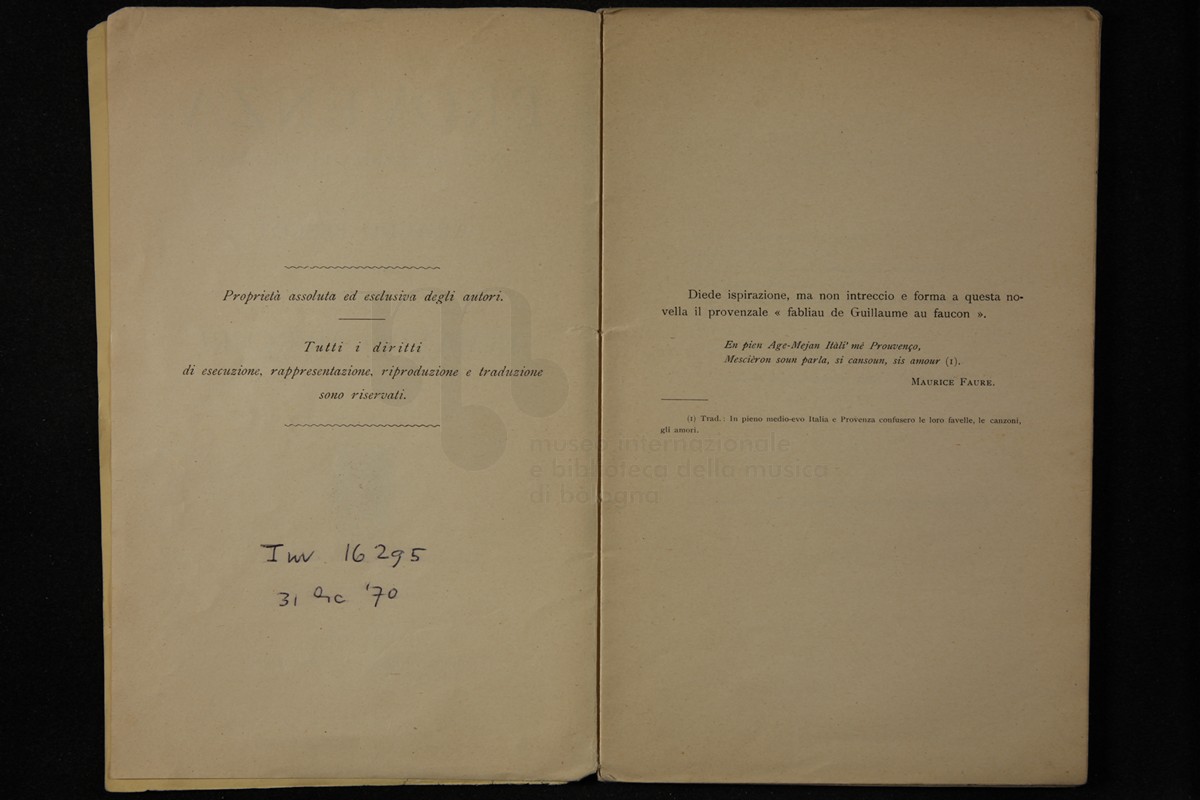 Proprietà assoluta ed esclusiva degli autori.
Tutti i diritti
di esecuzione, rappresentazione, riproduzione e traduzione
sono riservati.
Inv. 16295
31 '70
Diede ispirazione, ma non intreccio e forma a questa no-
vella il provenzale « fabliau de Guillaume au faucon ».
En pien Age-Mejan Itàli' mé Prouvenço,
Mescièron soun parla, si cansoun, sis amour (1).
Maurice Faure.
(1) Trad.: In pieno medio-evo Italia e Provenza confusero le loro favelle, le canzoni,
gli amori.
museo internazionale
e biblioteca della musica
di bologna